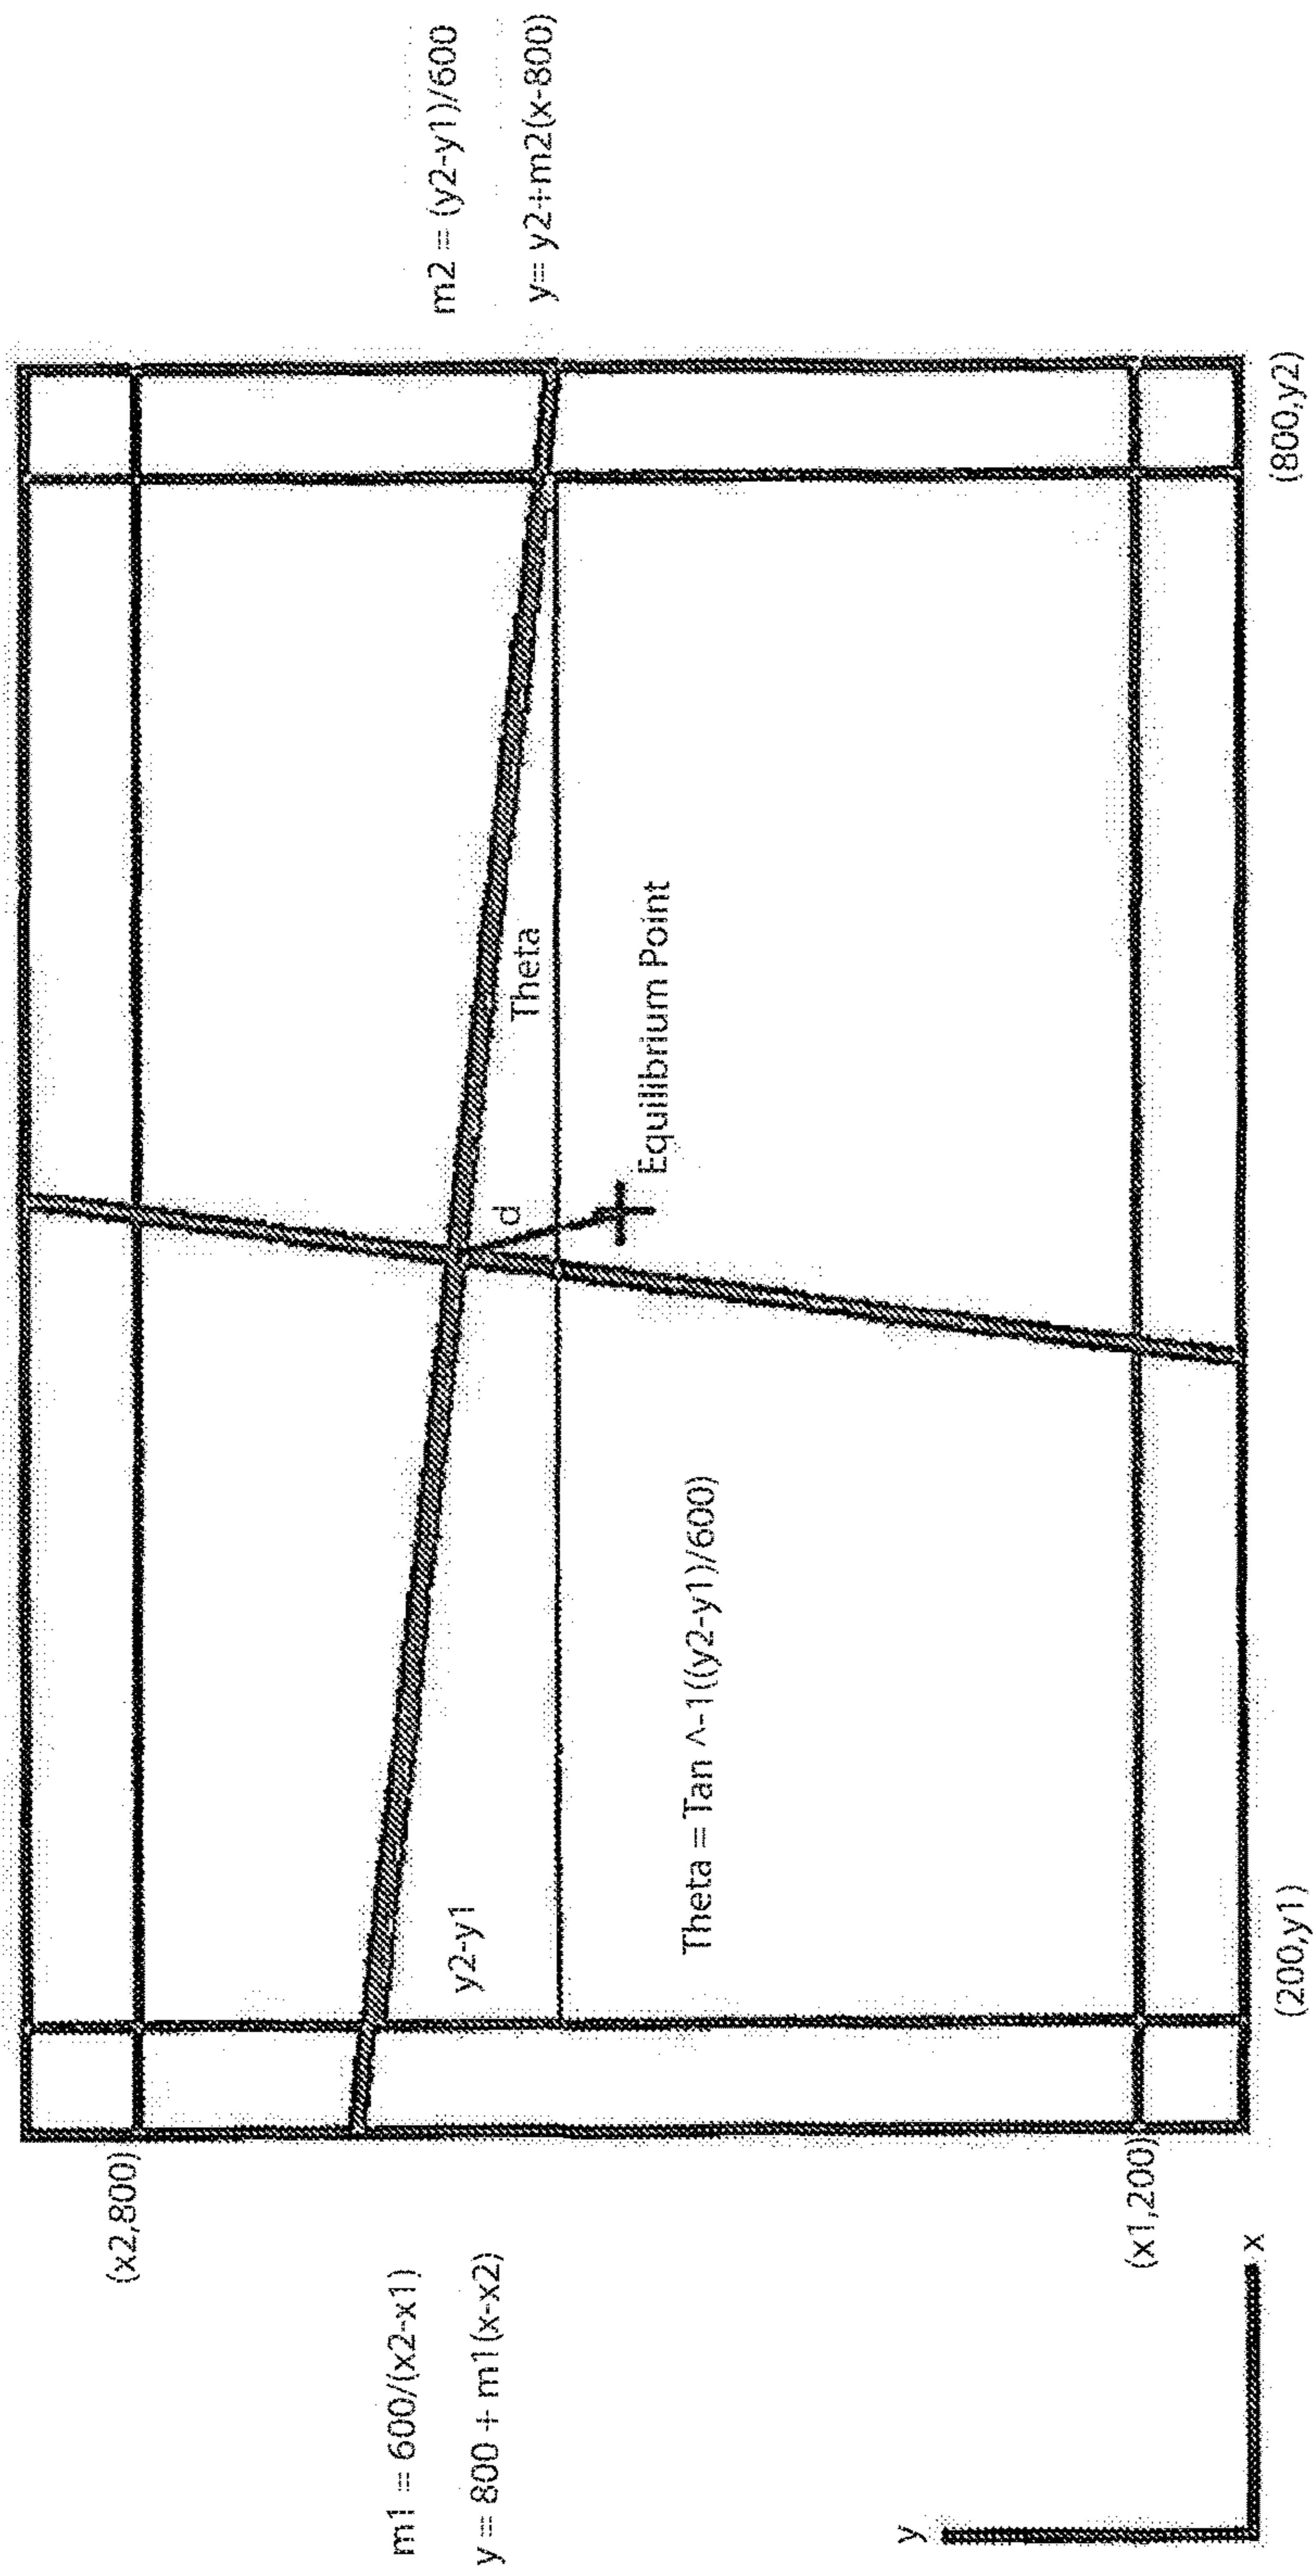 (x2,800)
m1 = 600/(x2-x1)
y = 800 + m1(x-x2)
y2-y1
Theta
d
m2 = (y2-y1)/600
y= y2+m2(x-800)
Equilibrium Point
Theta = Tan ^-1((y2-y1)/600)
(x1,200)
y
x
(200,y1)
(800,y2)